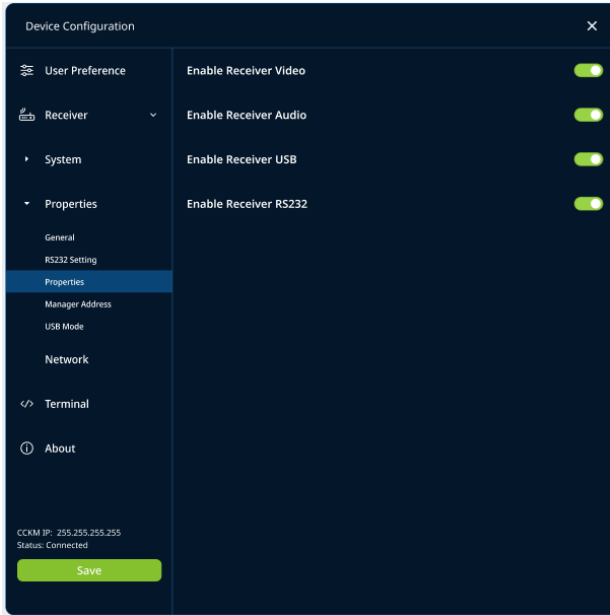 Device Configuration
User Preference
Receiver
System
Properties
General
RS232 Setting
Properties
Manager Address
USB Mode
Network
Terminal
About
CCKM IP: 255.255.255.255
Status: Connected
Save
Enable Receiver Video
Enable Receiver Audio
Enable Receiver USB
Enable Receiver RS232